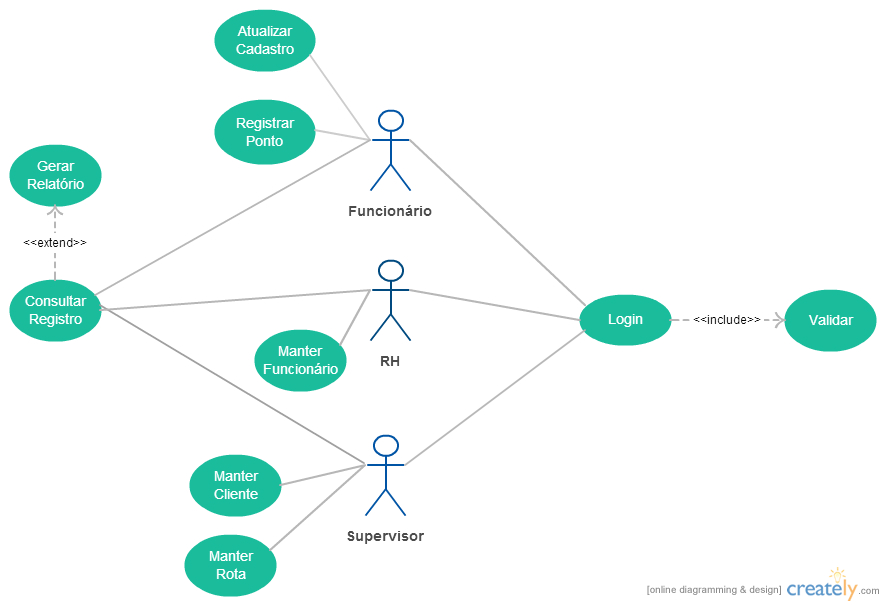 Atualizar
Cadastro
Registrar
Ponto
Gerar
Relatório
Funcionário
<<extend>>
Consultar
Registro
Login
<<include>>
Validar
Manter
Funcionário
RH
Manter
Cliente
Supervisor
Manter
Rota
[online diagramming & design] creately.com